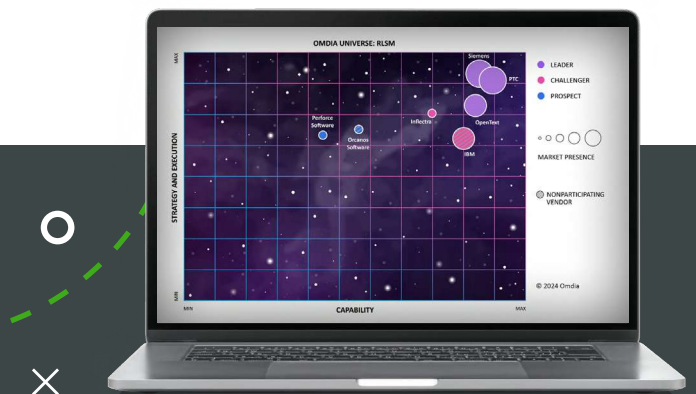 OMDIA UNIVERSE: RLSM
MAX
STRATEGY AND EXECUTION
MIN
MIN
CAPABILITY
MAX
Siemens
PTC
OpenText
Inflectra
IBM
Perforce
Software
Orcanos
Software
LEADER
CHALLENGER
PROSPECT
MARKET PRESENCE
NONPARTICIPATING
VENDOR
© 2024 Omdia